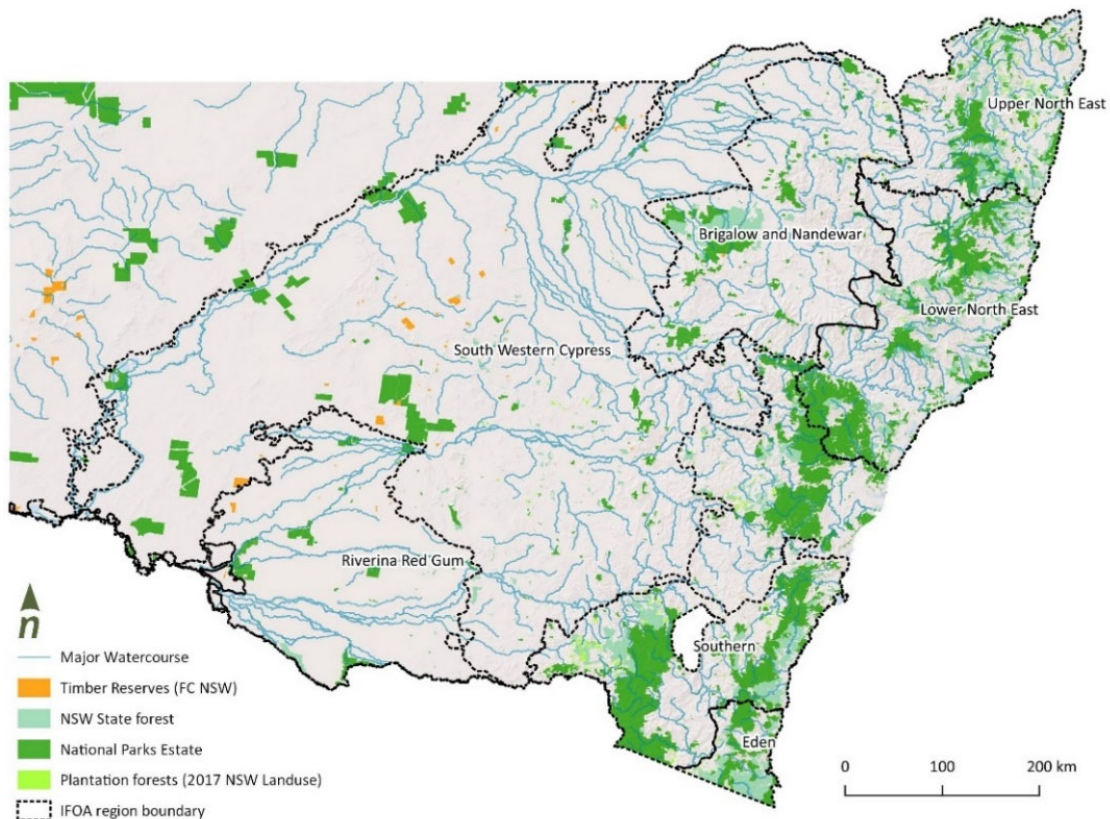 Upper North East
Brigalow and Nandewar
Lower North East
South Western Cypress
Riverina Red Gum
Southern
Eden
n
Major Watercourse
Timber Reserves (FC NSW)
NSW State forest
National Parks Estate
Plantation forests (2017 NSW Landuse)
IFOA region boundary
0 100 200 km